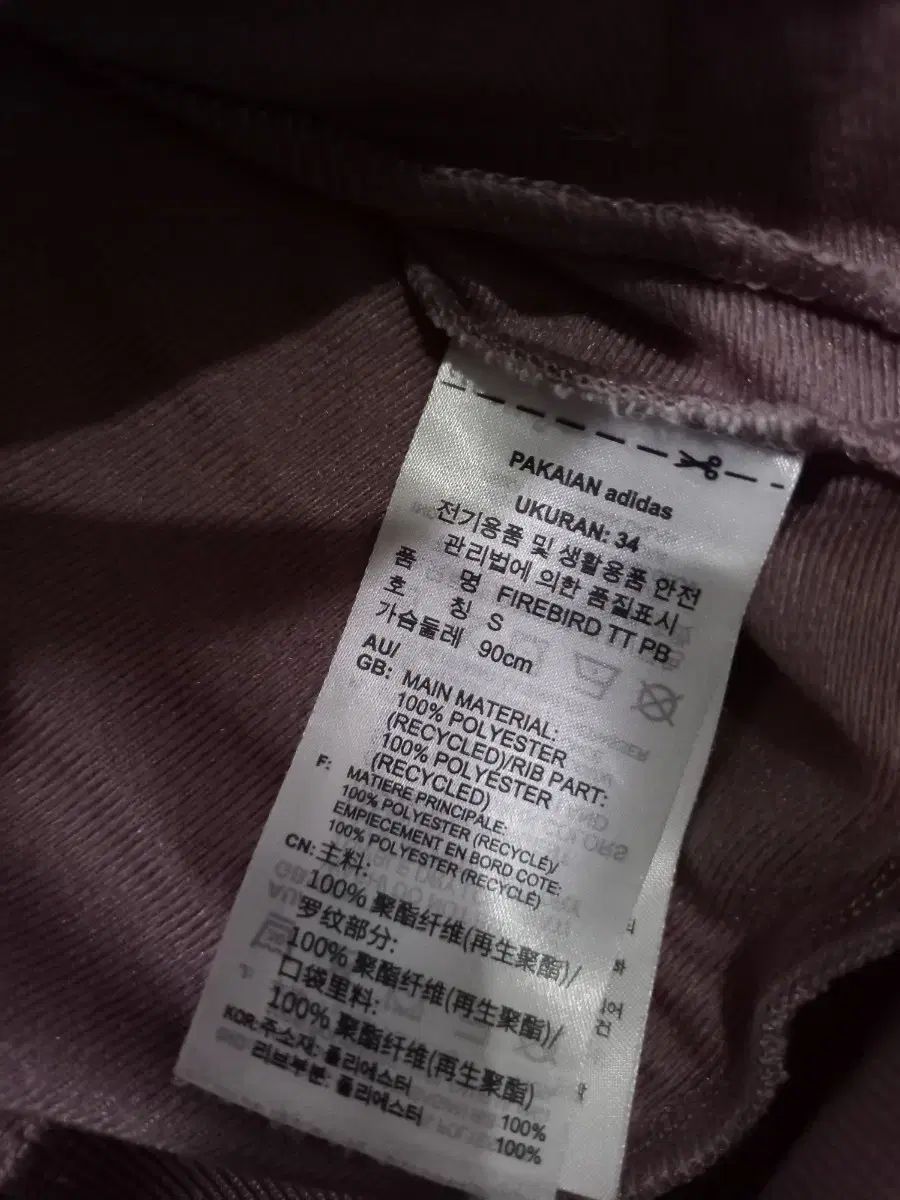 PAKAIAN adidas
UKURAN: 34
전기용품 및 생활용품 안전
관리법에 의한 품질표시
품 명 FIREBIRD TT PB
호 칭 S
가슴둘레 90cm
AU/
GB: MAIN MATERIAL:
100% POLYESTER
(RECYCLED)/RIB PART:
100% POLYESTER
(RECYCLED)
F: MATIERE PRINCIPALE:
100% POLYESTER (RECYCLÉ)/
EMPIECEMENT EN BORD COTE:
100% POLYESTER (RECYCLÉ)
CN: 主料:
100% 聚酯纤维(再生聚酯)/
罗纹部分:
100% 聚酯纤维(再生聚酯)/
口袋里料:
100% 聚酯纤维(再生聚酯)
KOR: 주소재: 폴리에스터 100%
리브부분: 폴리에스터 100%